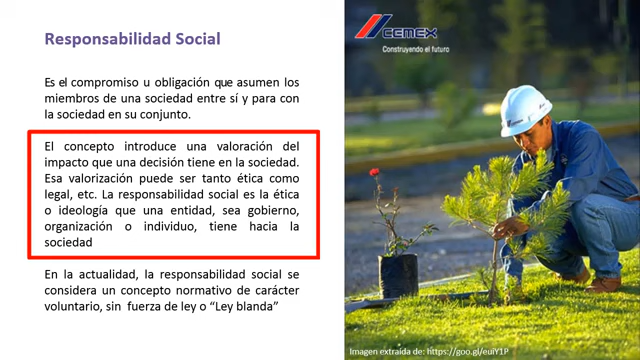 Responsabilidad Social
Es el compromiso u obligación que asumen los
miembros de una sociedad entre sí y para con
la sociedad en su conjunto.
El concepto introduce una valoración del
impacto que una decisión tiene en la sociedad.
Esa valorización puede ser tanto ética como
legal, etc. La responsabilidad social es la ética
o ideología que una entidad, sea gobierno,
organización o individuo, tiene hacia la
sociedad
En la actualidad, la responsabilidad social se
considera un concepto normativo de carácter
voluntario, sin fuerza de ley o “Ley blanda”
CEMEX
Construyendo el futuro
Imagen extraída de: https://goo.gl/euiY1P